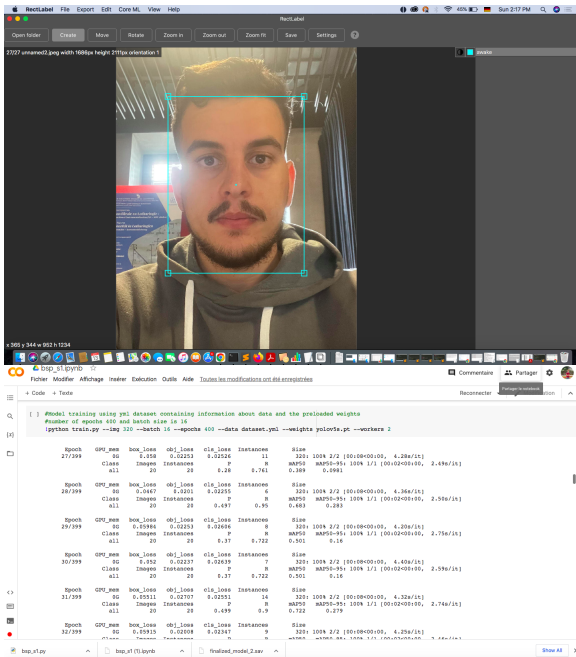 RectLabel File Export Edit Core ML View Help
45% Sun 2:17 PM
RectLabel
Open folder Create Move Rotate Zoom in Zoom out Zoom fit Save Settings ?
27/27 unnamed2.jpeg width 1686px height 2111px orientation 1
awake
x 365 y 344 w 952 h 1234
CO bsp_s1.ipynb
Commentaire Partager
Fichier Modifier Affichage Insérer Exécution Outils Aide Toutes les modifications ont été enregistrées
Partager le notebook
+ Code + Texte Reconnecter
[ ] #Model training using yml dataset containing information about data and the preloaded weights
#number of epochs 400 and batch size is 16
!python train.py --img 320 --batch 16 --epochs 400 --data dataset.yml --weights yolov5s.pt --workers 2
Epoch GPU_mem box_loss obj_loss cls_loss Instances Size
27/399 0G 0.058 0.02253 0.02526 11 320: 100% 2/2 [00:08<00:00, 4.28s/it]
Class Images Instances P R mAP50 mAP50-95: 100% 1/1 [00:02<00:00, 2.49s/it]
all 20 20 0.28 0.761 0.389 0.0981
Epoch GPU_mem box_loss obj_loss cls_loss Instances Size
28/399 0G 0.0467 0.0201 0.02255 6 320: 100% 2/2 [00:08<00:00, 4.36s/it]
Class Images Instances P R mAP50 mAP50-95: 100% 1/1 [00:02<00:00, 2.50s/it]
all 20 20 0.497 0.95 0.683 0.283
Epoch GPU_mem box_loss obj_loss cls_loss Instances Size
29/399 0G 0.05984 0.02253 0.02606 8 320: 100% 2/2 [00:08<00:00, 4.20s/it]
Class Images Instances P R mAP50 mAP50-95: 100% 1/1 [00:02<00:00, 2.75s/it]
all 20 20 0.37 0.722 0.501 0.16
Epoch GPU_mem box_loss obj_loss cls_loss Instances Size
30/399 0G 0.052 0.02237 0.02639 7 320: 100% 2/2 [00:08<00:00, 4.40s/it]
Class Images Instances P R mAP50 mAP50-95: 100% 1/1 [00:02<00:00, 2.59s/it]
all 20 20 0.37 0.722 0.501 0.16
Epoch GPU_mem box_loss obj_loss cls_loss Instances Size
31/399 0G 0.05511 0.02707 0.02551 14 320: 100% 2/2 [00:08<00:00, 4.32s/it]
Class Images Instances P R mAP50 mAP50-95: 100% 1/1 [00:02<00:00, 2.74s/it]
all 20 20 0.499 0.9 0.722 0.279
Epoch GPU_mem box_loss obj_loss cls_loss Instances Size
32/399 0G 0.05915 0.02008 0.02347 9 320: 100% 2/2 [00:08<00:00, 4.25s/it]
bsp_s1.py bsp_s1 (1).ipynb finalized_model_2.sav Show All